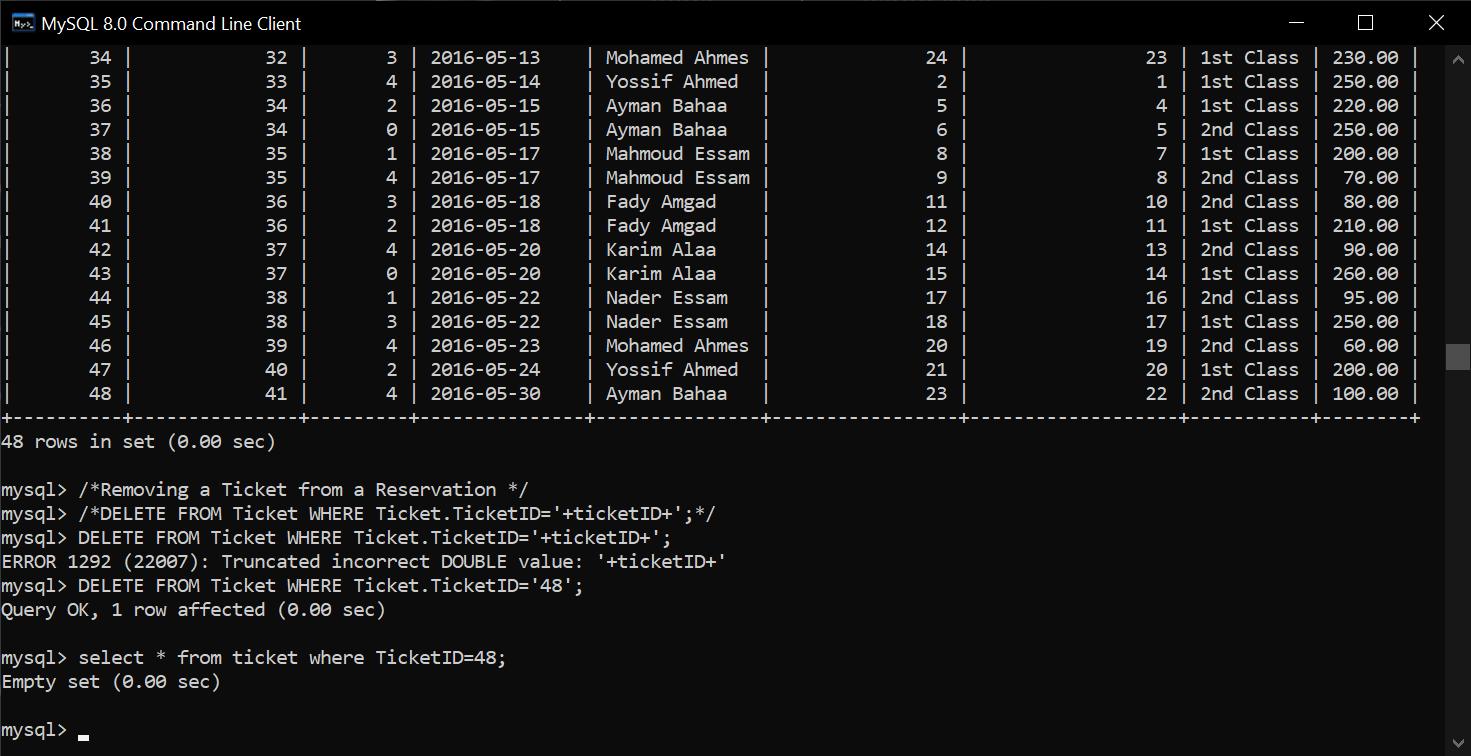 MySQL 8.0 Command Line Client
|       34 |            32 |       3 | 2016-05-13    | Mohamed Ahmes |              24 |                23 | 1st Class | 230.00 |
|       35 |            33 |       4 | 2016-05-14    | Yossif Ahmed  |               2 |                 1 | 1st Class | 250.00 |
|       36 |            34 |       2 | 2016-05-15    | Ayman Bahaa   |               5 |                 4 | 1st Class | 220.00 |
|       37 |            34 |       0 | 2016-05-15    | Ayman Bahaa   |               6 |                 5 | 2nd Class | 250.00 |
|       38 |            35 |       1 | 2016-05-17    | Mahmoud Essam |               8 |                 7 | 1st Class | 200.00 |
|       39 |            35 |       4 | 2016-05-17    | Mahmoud Essam |               9 |                 8 | 2nd Class |  70.00 |
|       40 |            36 |       3 | 2016-05-18    | Fady Amgad    |              11 |                10 | 2nd Class |  80.00 |
|       41 |            36 |       2 | 2016-05-18    | Fady Amgad    |              12 |                11 | 1st Class | 210.00 |
|       42 |            37 |       4 | 2016-05-20    | Karim Alaa    |              14 |                13 | 2nd Class |  90.00 |
|       43 |            37 |       0 | 2016-05-20    | Karim Alaa    |              15 |                14 | 1st Class | 260.00 |
|       44 |            38 |       1 | 2016-05-22    | Nader Essam   |              17 |                16 | 2nd Class |  95.00 |
|       45 |            38 |       3 | 2016-05-22    | Nader Essam   |              18 |                17 | 1st Class | 250.00 |
|       46 |            39 |       4 | 2016-05-23    | Mohamed Ahmes |              20 |                19 | 2nd Class |  60.00 |
|       47 |            40 |       2 | 2016-05-24    | Yossif Ahmed  |              21 |                20 | 1st Class | 200.00 |
|       48 |            41 |       4 | 2016-05-30    | Ayman Bahaa   |              23 |                22 | 2nd Class | 100.00 |
+----------+---------------+---------+---------------+---------------+-----------------+-------------------+-----------+--------+
48 rows in set (0.00 sec)
mysql> /*Removing a Ticket from a Reservation */
mysql> /*DELETE FROM Ticket WHERE Ticket.TicketID='+ticketID+';*/
mysql> DELETE FROM Ticket WHERE Ticket.TicketID='+ticketID+';
ERROR 1292 (22007): Truncated incorrect DOUBLE value: '+ticketID+'
mysql> DELETE FROM Ticket WHERE Ticket.TicketID='48';
Query OK, 1 row affected (0.00 sec)
mysql> select * from ticket where TicketID=48;
Empty set (0.00 sec)
mysql>